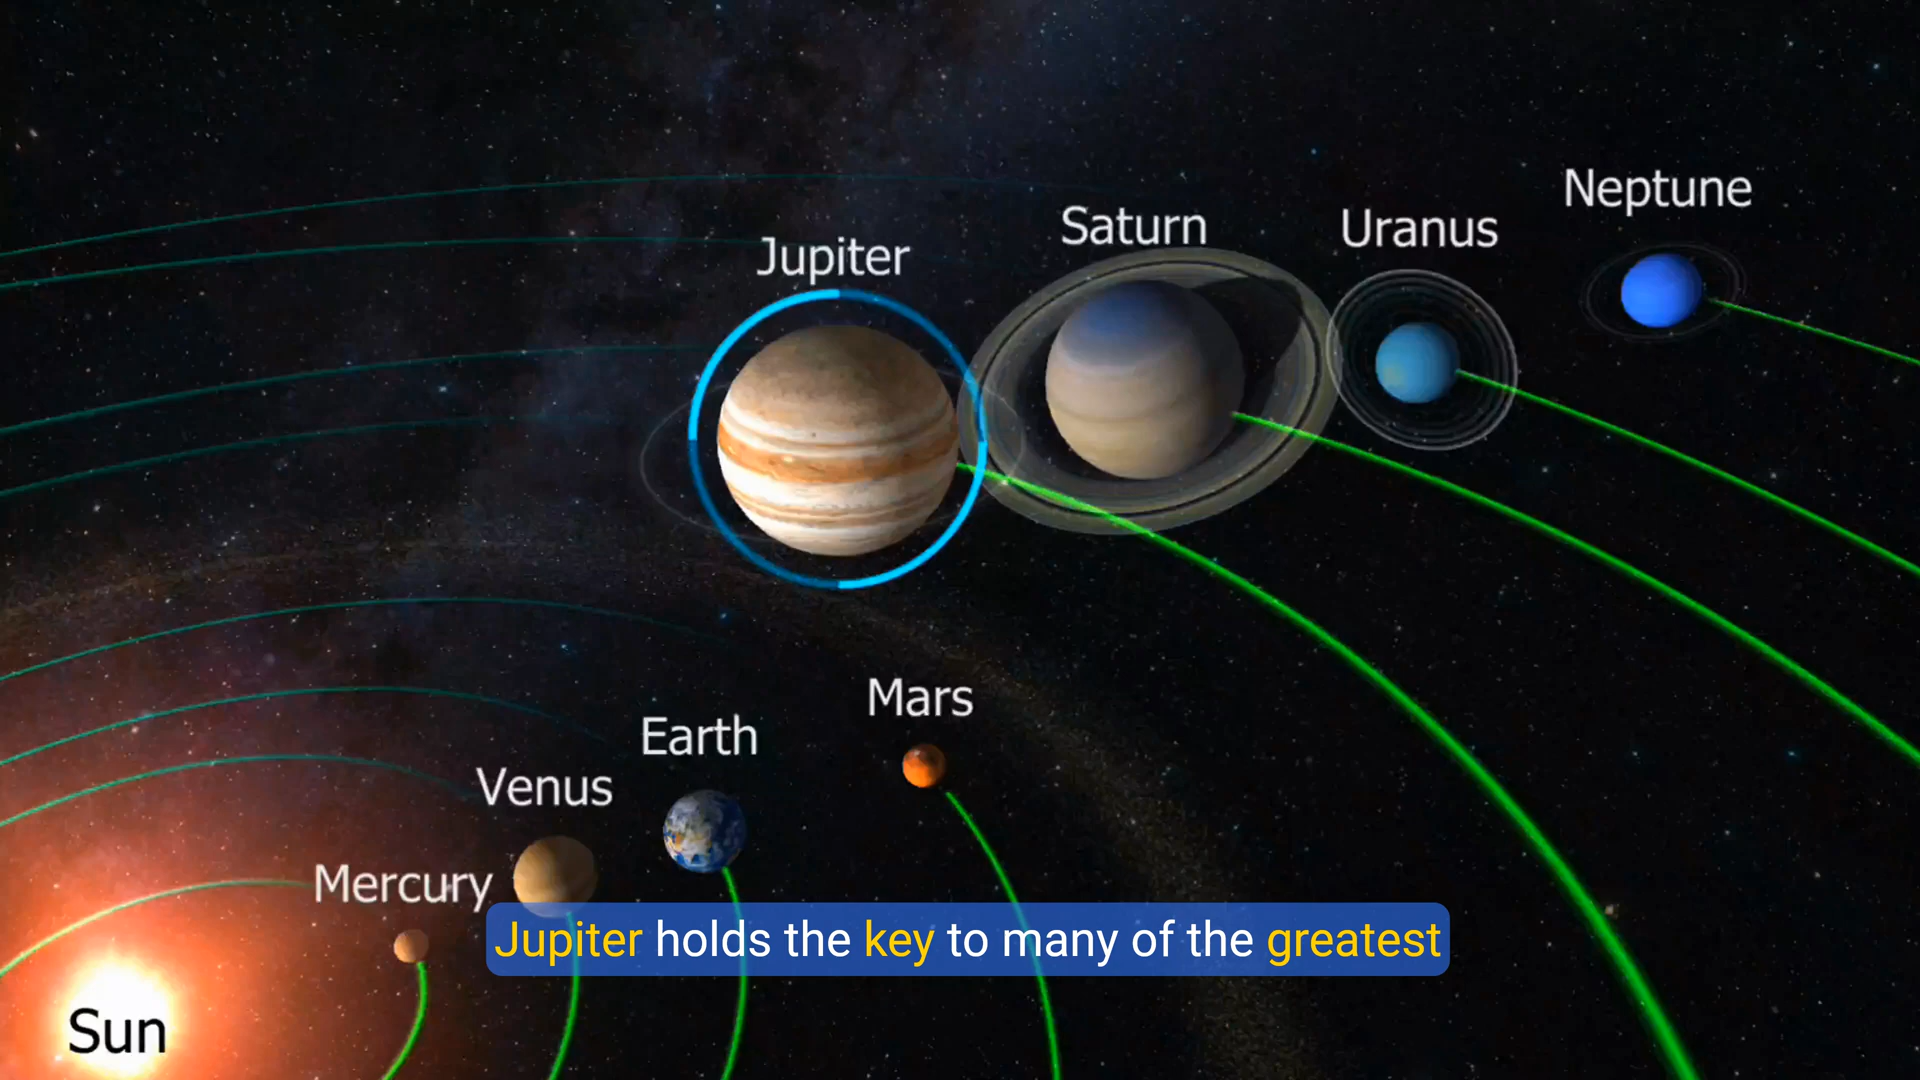 Neptune
Saturn
Uranus
Jupiter
Mars
Earth
Venus
Mercury
Jupiter holds the key to many of the greatest
Sun